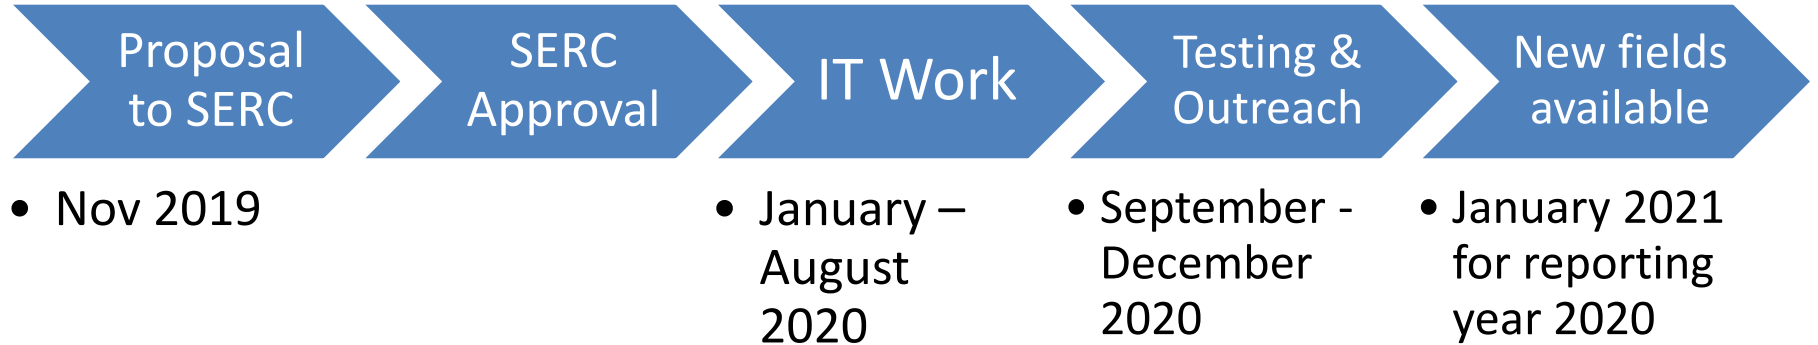 Proposal
to SERC
SERC
Approval
IT Work
Testing &
Outreach
New fields
available
• Nov 2019
• January –
August
2020
• September -
December
2020
• January 2021
for reporting
year 2020